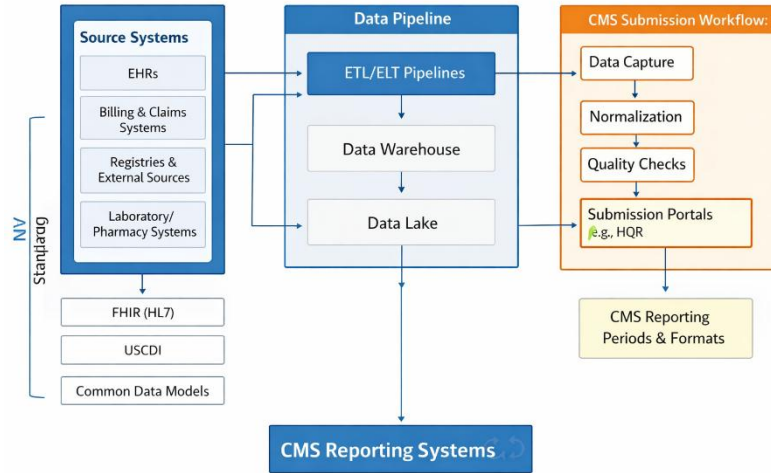 Source Systems
EHRs
Billing & Claims
Systems
Registries &
External Sources
Laboratory/
Pharmacy Systems
NV
FHIR (HL7)
USCDI
Common Data Models
Data Pipeline
ETL/ELT Pipelines
Data Warehouse
Data Lake
CMS Submission Workflow:
Data Capture
Normalization
Quality Checks
Submission Portals
e.g., HQR
CMS Reporting
Periods & Formats
CMS Reporting Systems